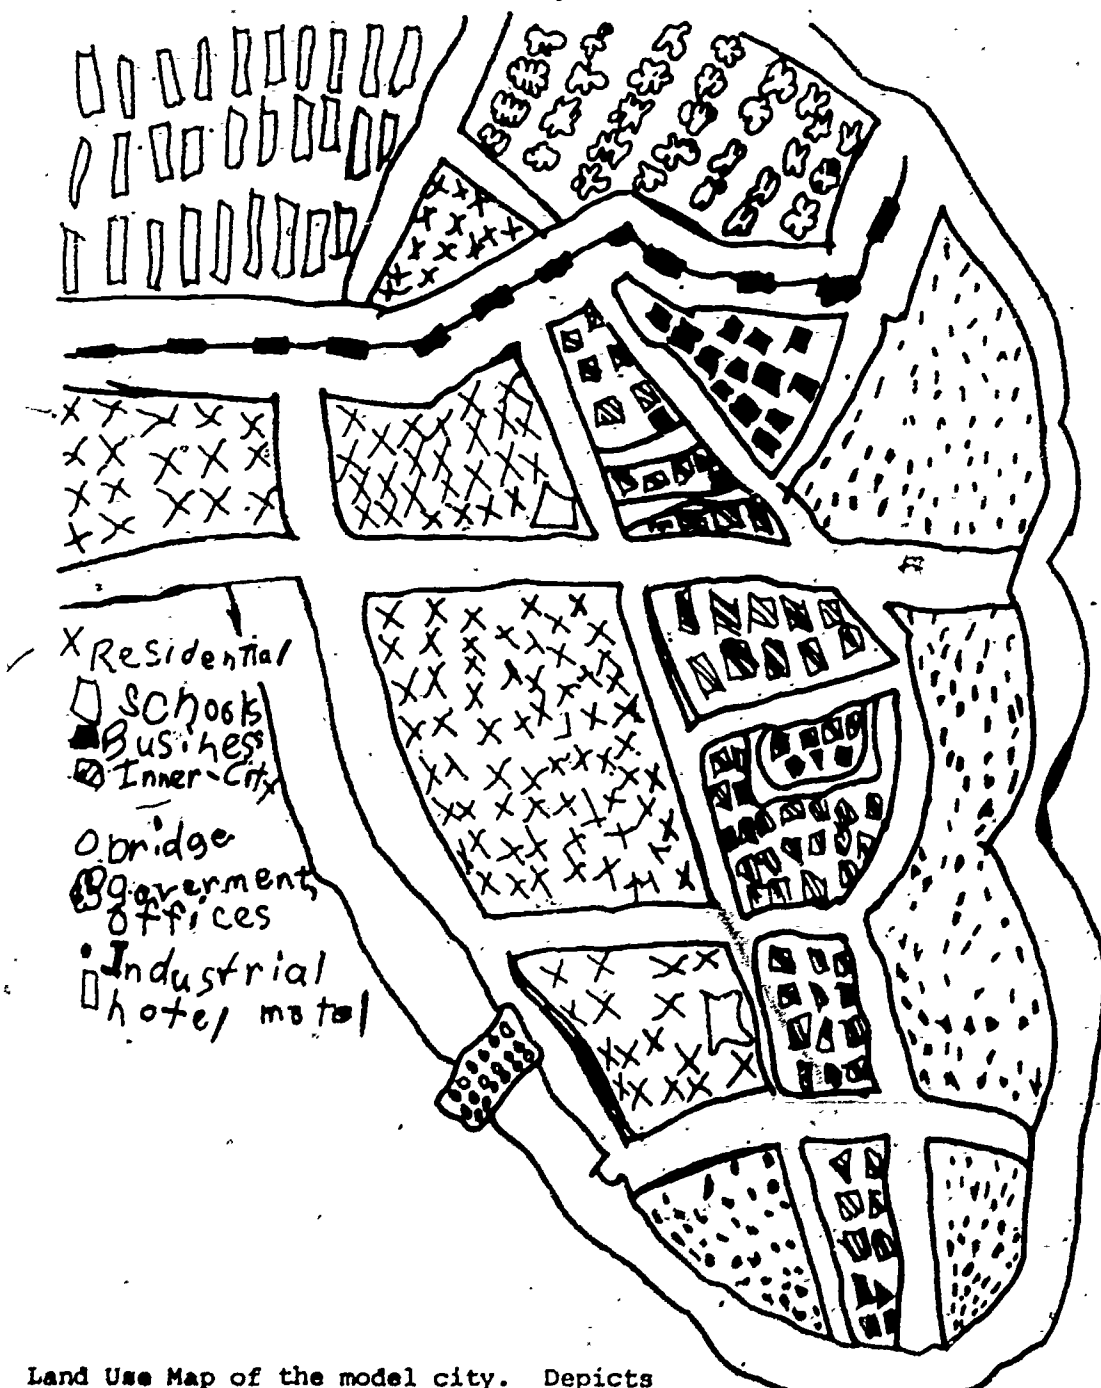 Residential
Schools
Business
Inner-City
bridge
goverment
offices
Industrial
hotel motel
Land Use Map of the model city. Depicts